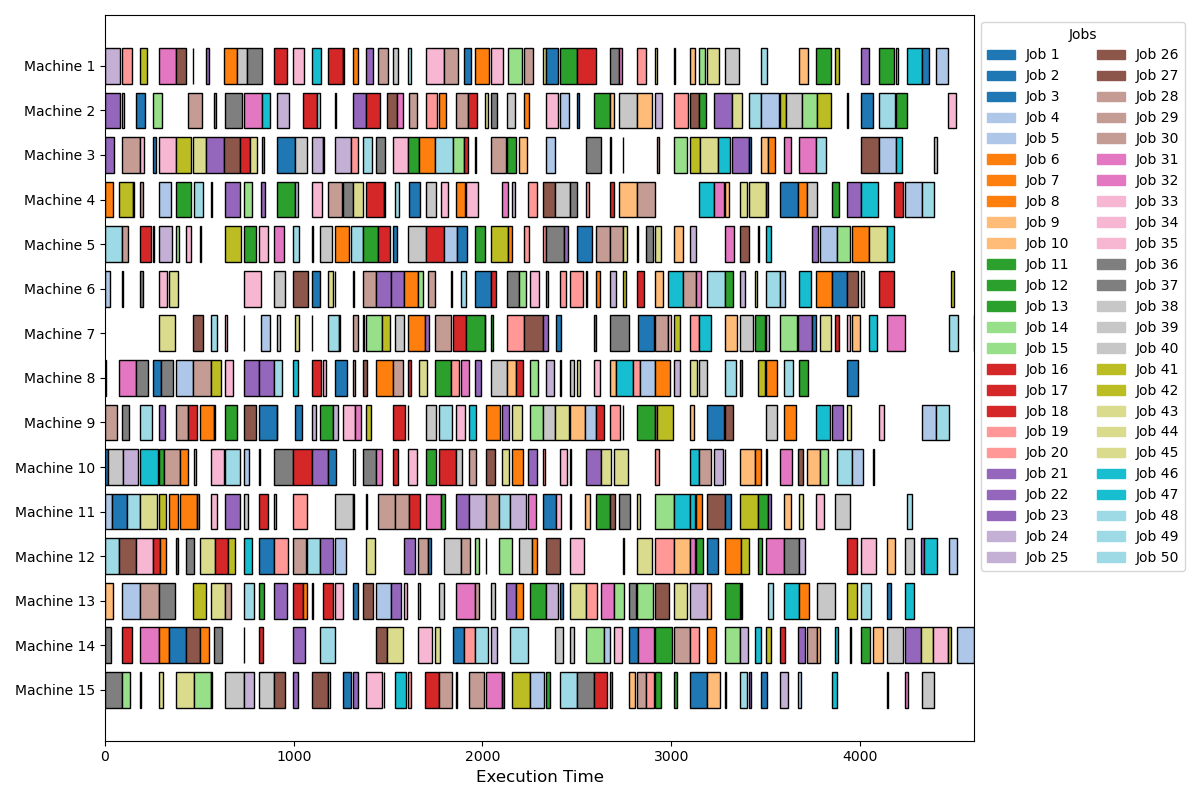 Machine 1
Machine 2
Machine 3
Machine 4
Machine 5
Machine 6
Machine 7
Machine 8
Machine 9
Machine 10
Machine 11
Machine 12
Machine 13
Machine 14
Machine 15
0 1000 2000 3000 4000
Execution Time
Jobs
Job 1
Job 2
Job 3
Job 4
Job 5
Job 6
Job 7
Job 8
Job 9
Job 10
Job 11
Job 12
Job 13
Job 14
Job 15
Job 16
Job 17
Job 18
Job 19
Job 20
Job 21
Job 22
Job 23
Job 24
Job 25
Job 26
Job 27
Job 28
Job 29
Job 30
Job 31
Job 32
Job 33
Job 34
Job 35
Job 36
Job 37
Job 38
Job 39
Job 40
Job 41
Job 42
Job 43
Job 44
Job 45
Job 46
Job 47
Job 48
Job 49
Job 50